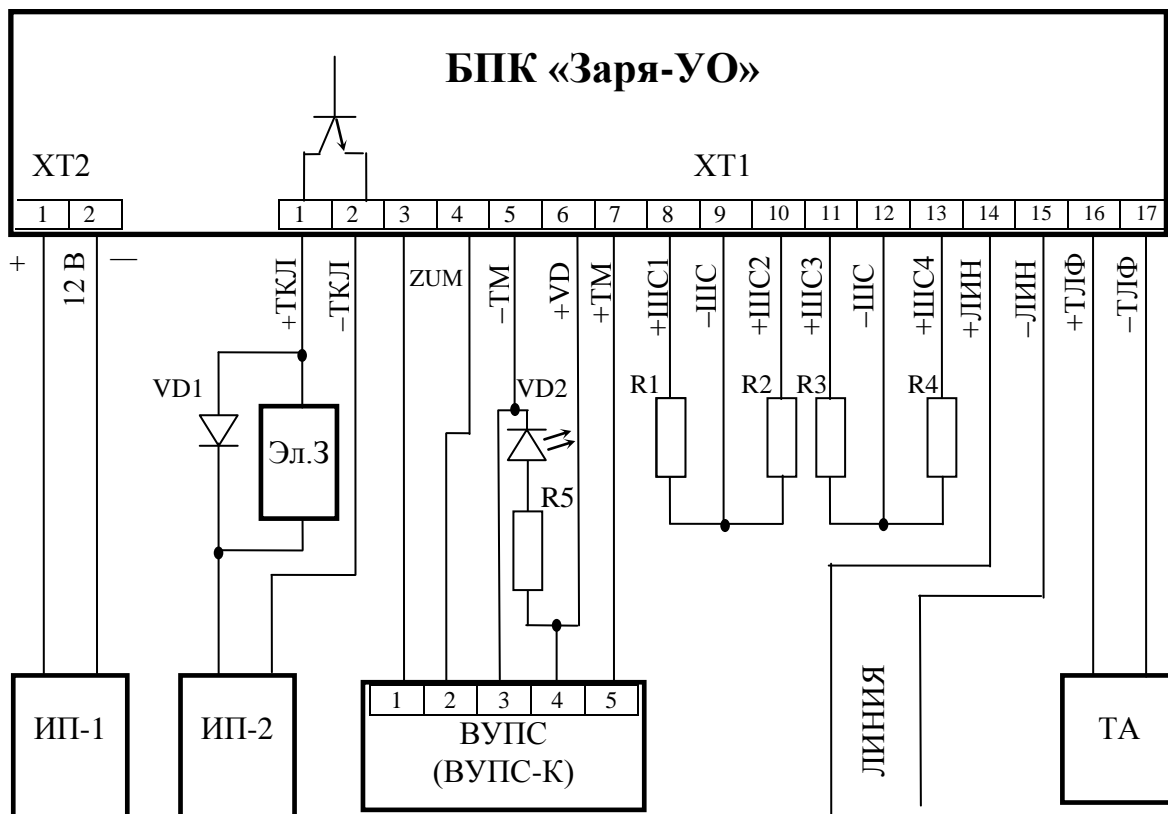 БПК «Заря-УО»
XT2
XT1
1 2
1 2 3 4 5 6 7 8 9 10 11 12 13 14 15 16 17
+
12 В
—
+ТКЛ
–ТКЛ
ZUM
–ТМ
+VD
+ТМ
+ШС1
–ШС
+ШС2
+ШС3
–ШС
+ШС4
+ЛИН
–ЛИН
+ТЛФ
–ТЛФ
VD1
Эл.З
VD2
R5
R1
R2
R3
R4
ЛИНИЯ
1 2 3 4 5
ИП-1
ИП-2
ВУПС
(ВУПС-К)
ТА